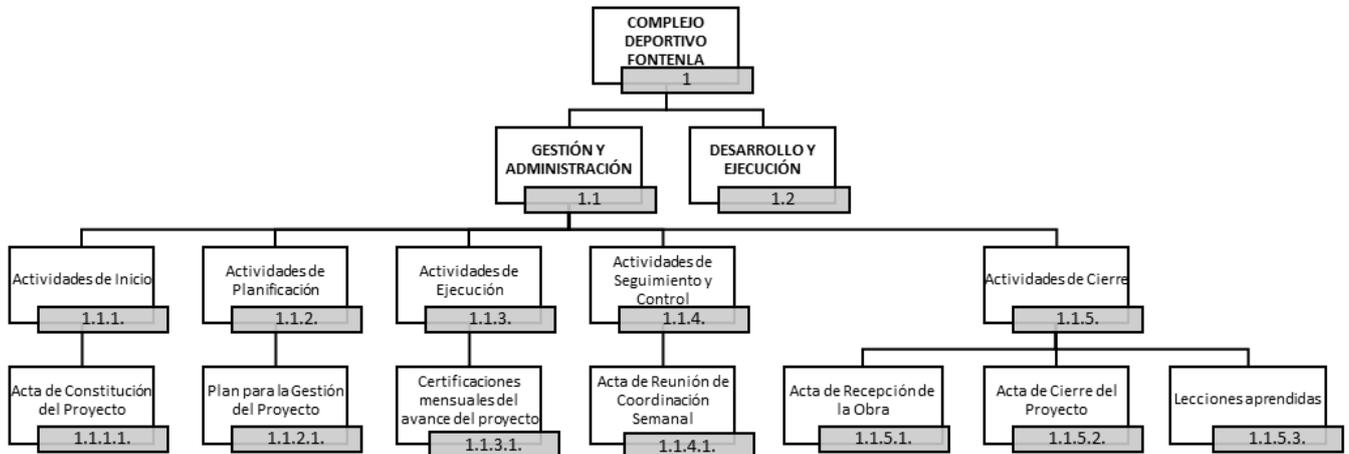 COMPLEJO
DEPORTIVO
FONTENLA
1
GESTIÓN Y
ADMINISTRACIÓN
1.1
DESARROLLO Y
EJECUCIÓN
1.2
Actividades de Inicio
1.1.1.
Actividades de
Planificación
1.1.2.
Actividades de
Ejecución
1.1.3.
Actividades de
Seguimiento y
Control
1.1.4.
Actividades de Cierre
1.1.5.
Acta de Constitución
del Proyecto
1.1.1.1.
Plan para la Gestión
del Proyecto
1.1.2.1.
Certificaciones
mensuales del
avance del proyecto
1.1.3.1.
Acta de Reunión de
Coordinación
Semanal
1.1.4.1.
Acta de Recepción de
la Obra
1.1.5.1.
Acta de Cierre del
Proyecto
1.1.5.2.
Lecciones aprendidas
1.1.5.3.